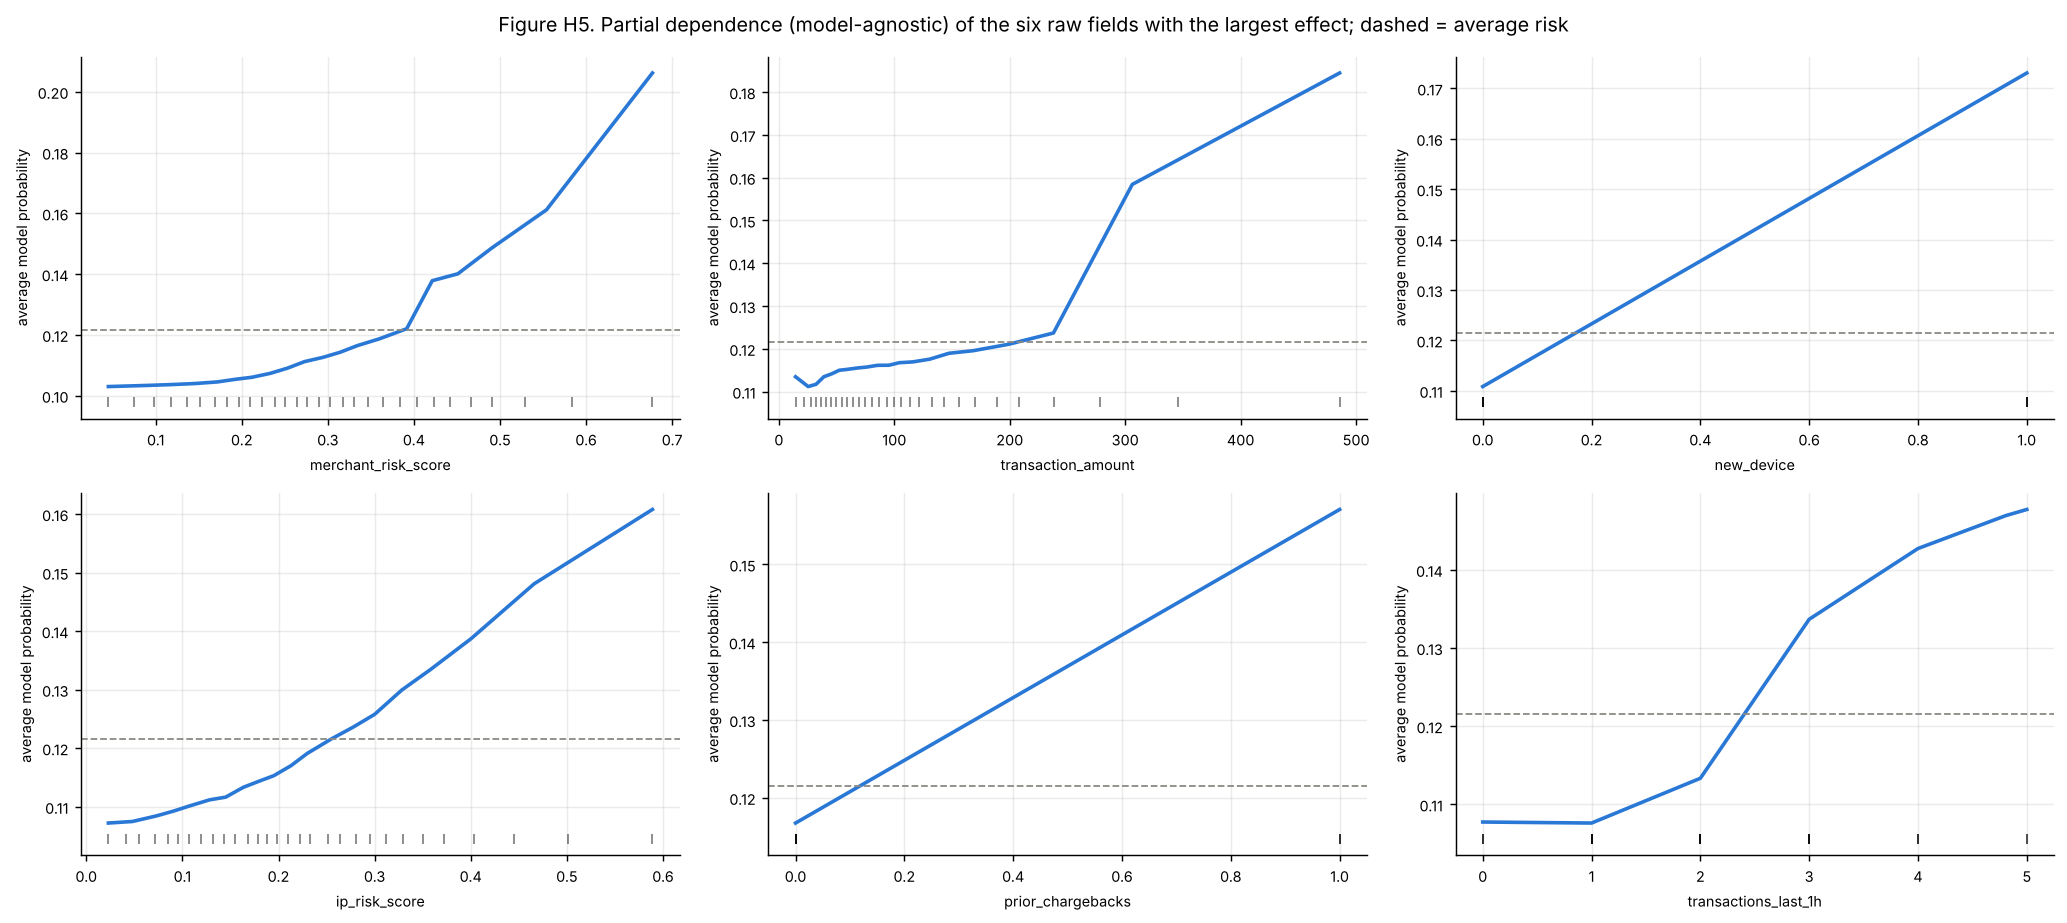 Figure H5. Partial dependence (model-agnostic) of the six raw fields with the largest effect; dashed = average risk
average model probability
0.20
0.18
0.16
0.14
0.12
0.10
0.1 0.2 0.3 0.4 0.5 0.6 0.7
merchant_risk_score
average model probability
0.18
0.17
0.16
0.15
0.14
0.13
0.12
0.11
0 100 200 300 400 500
transaction_amount
average model probability
0.17
0.16
0.15
0.14
0.13
0.12
0.11
0.0 0.2 0.4 0.6 0.8 1.0
new_device
average model probability
0.16
0.15
0.14
0.13
0.12
0.11
0.0 0.1 0.2 0.3 0.4 0.5 0.6
ip_risk_score
average model probability
0.15
0.14
0.13
0.12
0.0 0.2 0.4 0.6 0.8 1.0
prior_chargebacks
average model probability
0.14
0.13
0.12
0.11
0 1 2 3 4 5
transactions_last_1h